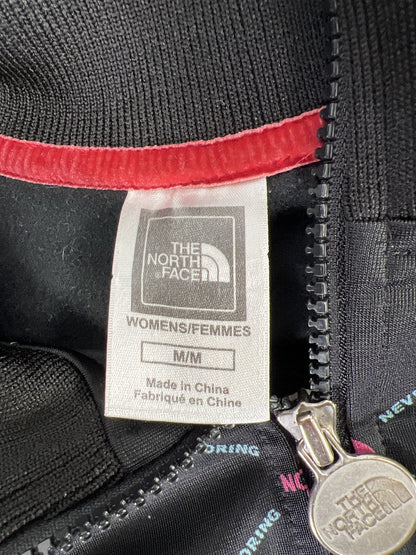 THE
NORTH
FACE
WOMENS/FEMMES
M/M
Made in China
Fabriqué en Chine
THE
NORTH
FACE